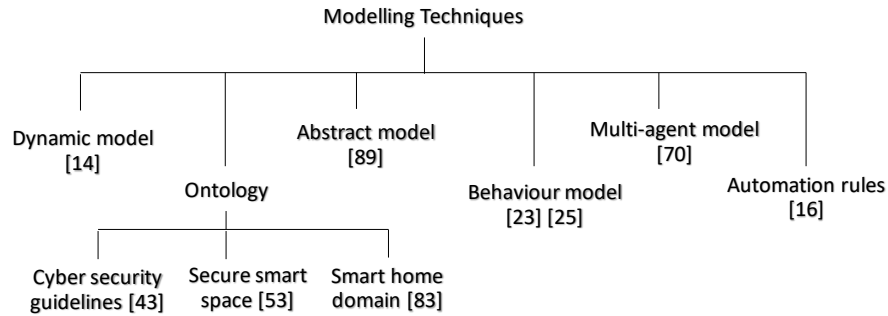 Modelling Techniques
Dynamic model
[14]
Ontology
Abstract model
[89]
Behaviour model
[23] [25]
Multi-agent model
[70]
Automation rules
[16]
Cyber security
guidelines [43]
Secure smart
space [53]
Smart home
domain [83]